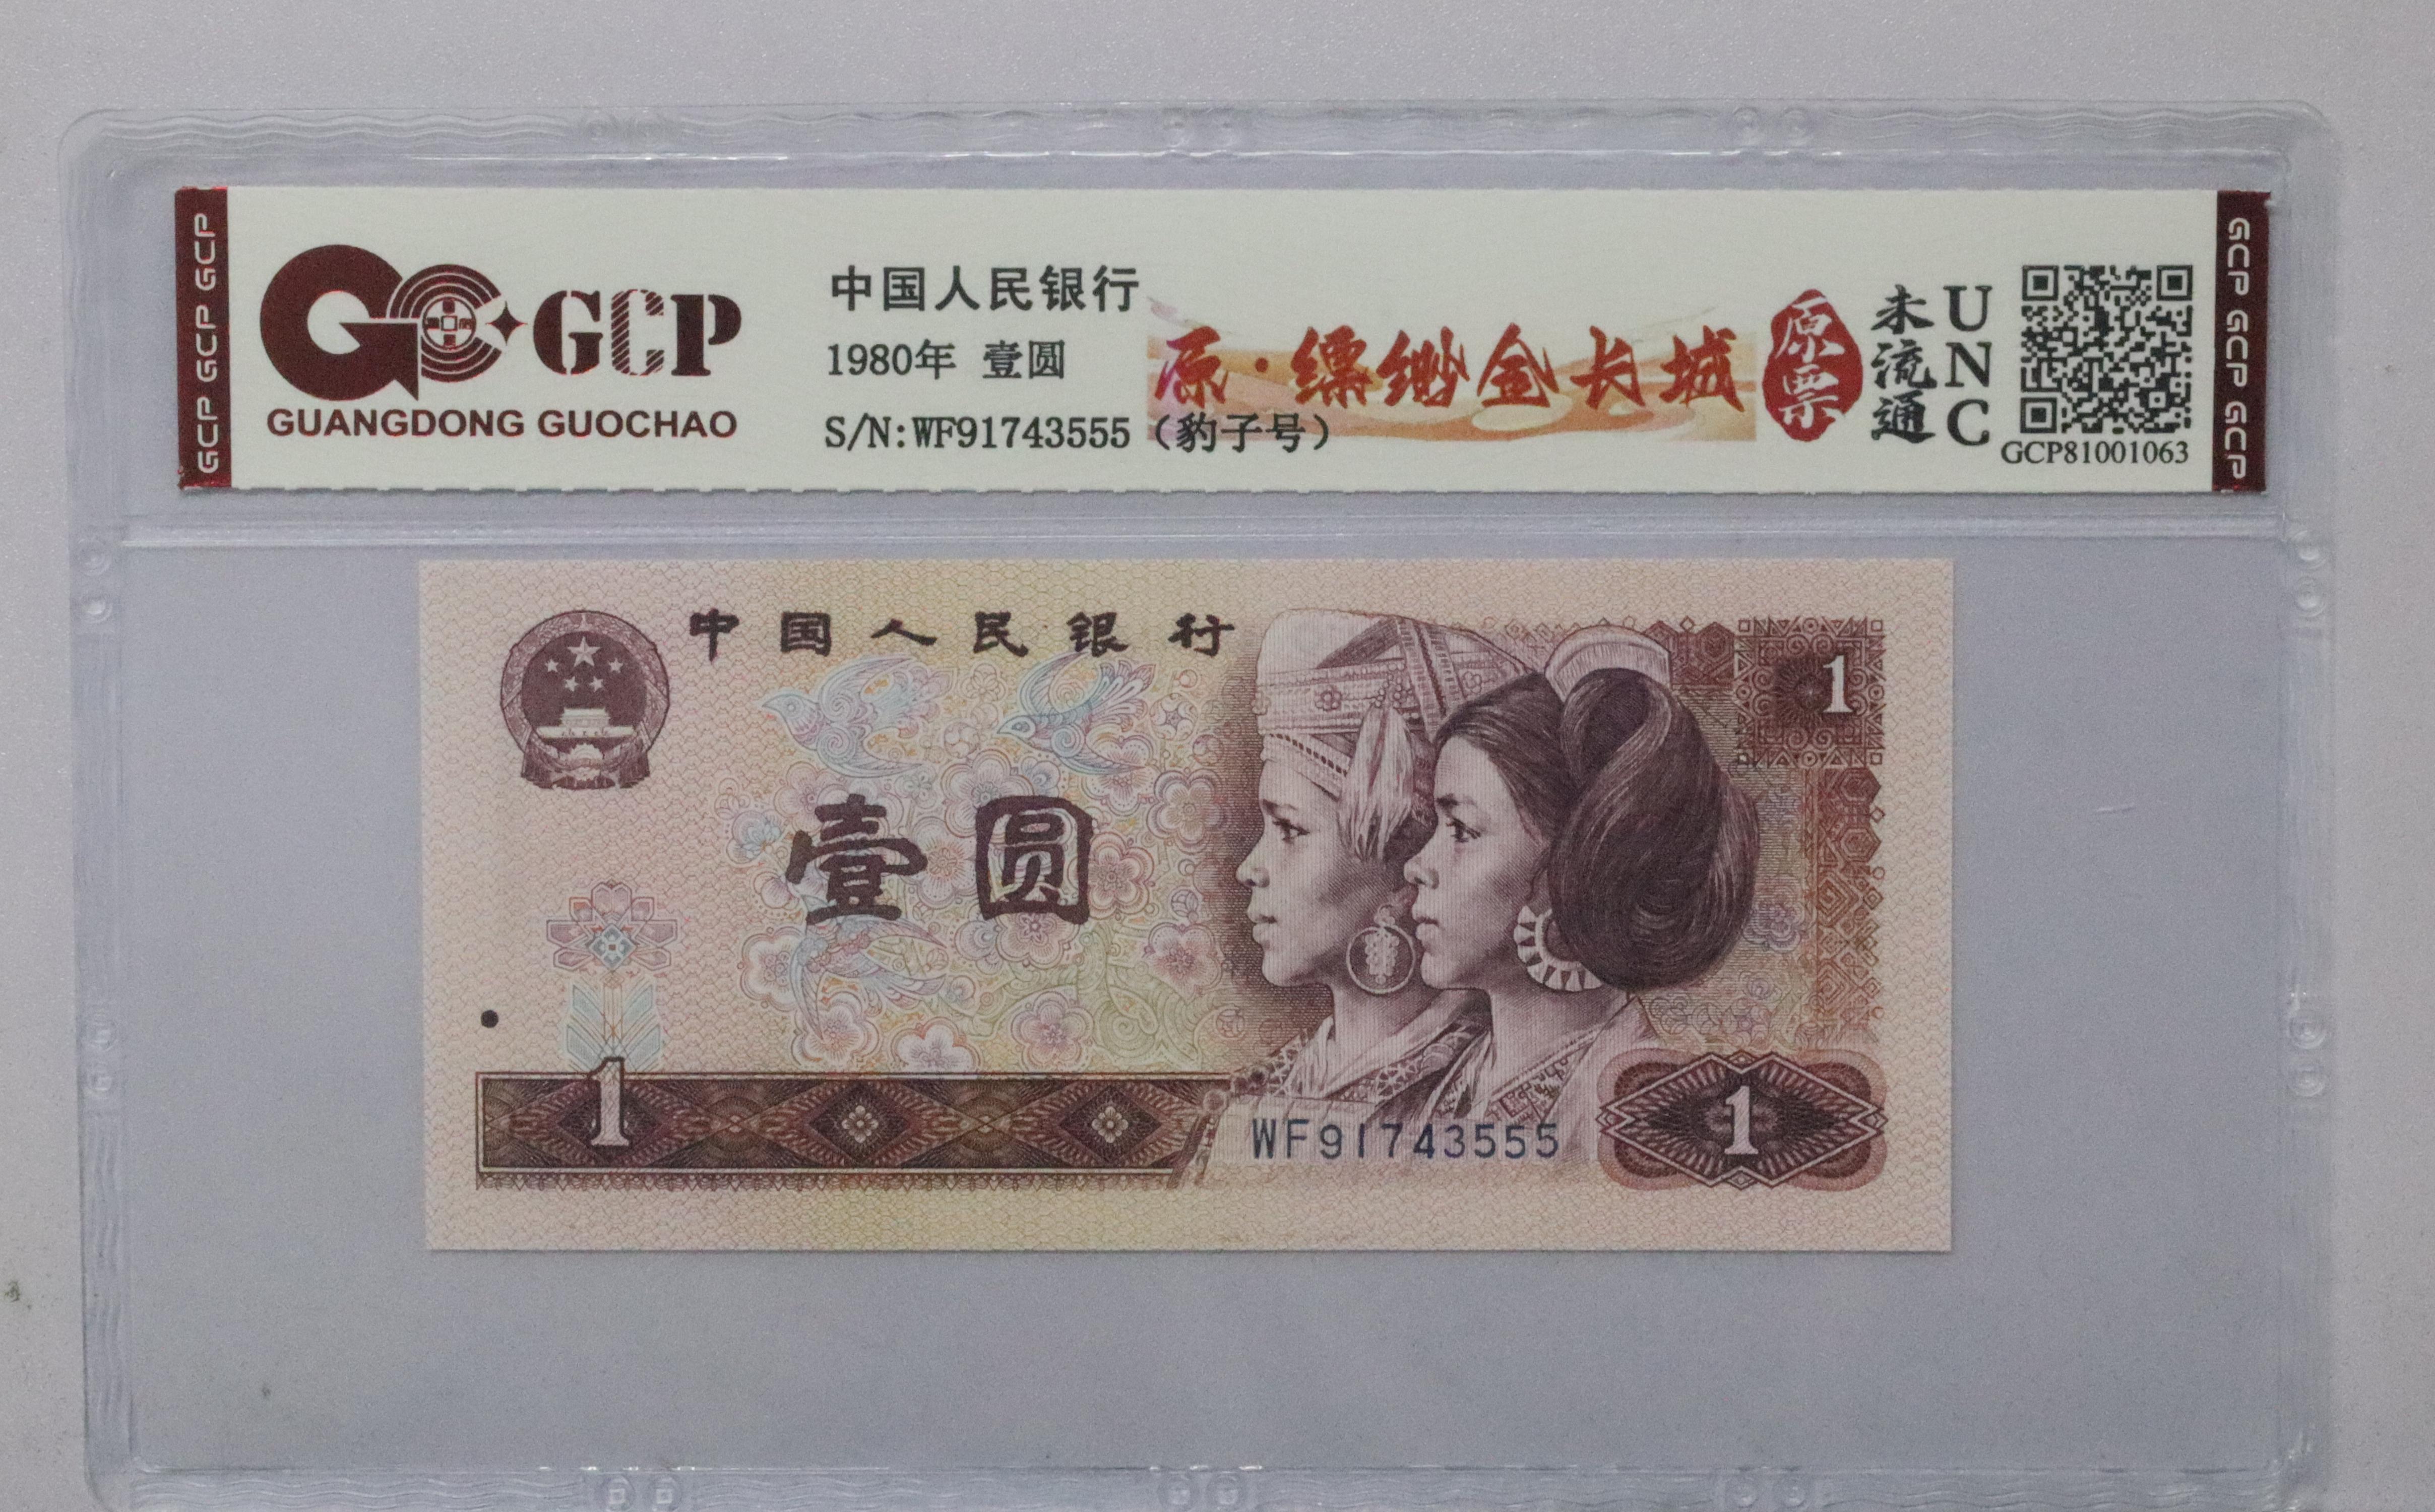 GCP GCP GCP
GCP
GUANGDONG GUOCHAO
中国人民银行
1980年 壹圆
S/N:WF91743555（豹子号）
原·缥缈金长城
原票
未流通
UNC
GCP81001063
GCP GCP GCP
中国人民银行
1
壹圆
1
WF91743555
1